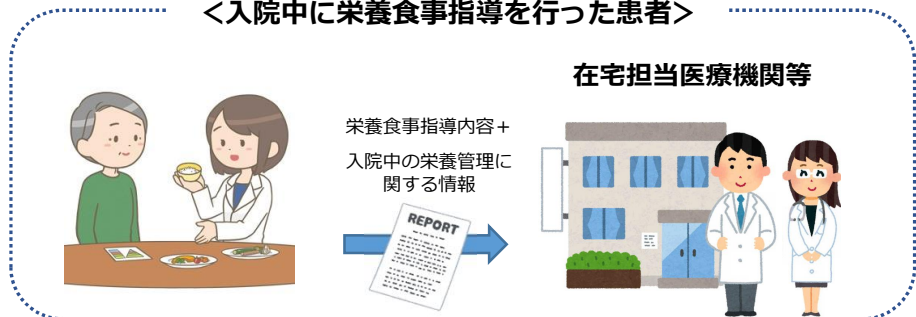 ＜入院中に栄養食事指導を行った患者＞
在宅担当医療機関等
栄養食事指導内容＋
入院中の栄養管理に
関する情報
REPORT